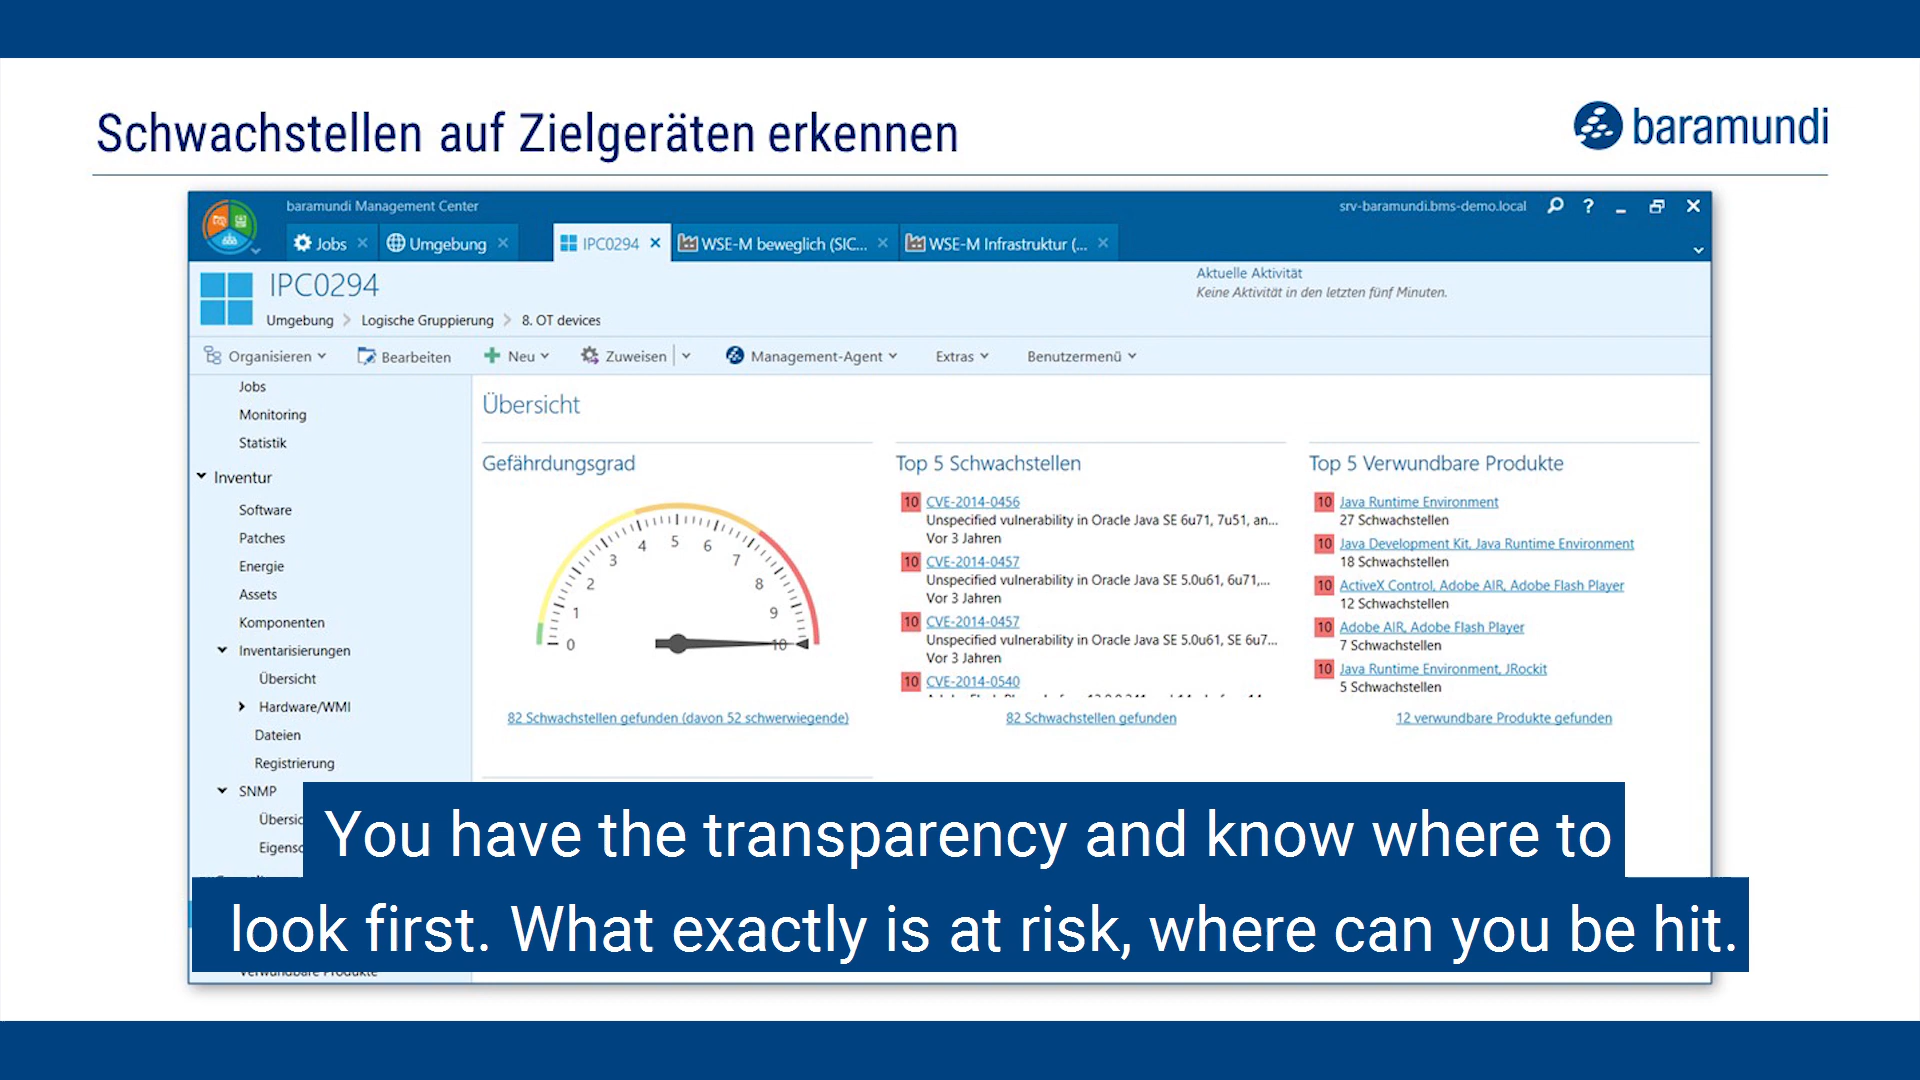 Schwachstellen auf Zielgeräten erkennen
baramundi
baramundi Management Center
srv-baramundi.bms-demo.local
Jobs
Umgebung
IPC0294
WSE-M beweglich (SIC...
WSE-M Infrastruktur (...
IPC0294
Umgebung > Logische Gruppierung > 8. OT devices
Aktuelle Aktivität
Keine Aktivität in den letzten fünf Minuten.
Organisieren
Bearbeiten
Neu
Zuweisen
Management-Agent
Extras
Benutzermenü
Jobs
Monitoring
Statistik
Inventur
Software
Patches
Energie
Assets
Komponenten
Inventarisierungen
Übersicht
Hardware/WMI
Dateien
Registrierung
SNMP
Übersic
Eigensc
Verwundbare Produkte
Übersicht
Gefährdungsgrad
0 1 2 3 4 5 6 7 8 9 10
82 Schwachstellen gefunden (davon 52 schwerwiegende)
Top 5 Schwachstellen
10 CVE-2014-0456
Unspecified vulnerability in Oracle Java SE 6u71, 7u51, an...
Vor 3 Jahren
10 CVE-2014-0457
Unspecified vulnerability in Oracle Java SE 5.0u61, 6u71,...
Vor 3 Jahren
10 CVE-2014-0457
Unspecified vulnerability in Oracle Java SE 5.0u61, SE 6u7...
Vor 3 Jahren
10 CVE-2014-0540
82 Schwachstellen gefunden
Top 5 Verwundbare Produkte
10 Java Runtime Environment
27 Schwachstellen
10 Java Development Kit, Java Runtime Environment
18 Schwachstellen
10 ActiveX Control, Adobe AIR, Adobe Flash Player
12 Schwachstellen
10 Adobe AIR, Adobe Flash Player
7 Schwachstellen
10 Java Runtime Environment, JRockit
5 Schwachstellen
12 verwundbare Produkte gefunden
You have the transparency and know where to
look first. What exactly is at risk, where can you be hit.